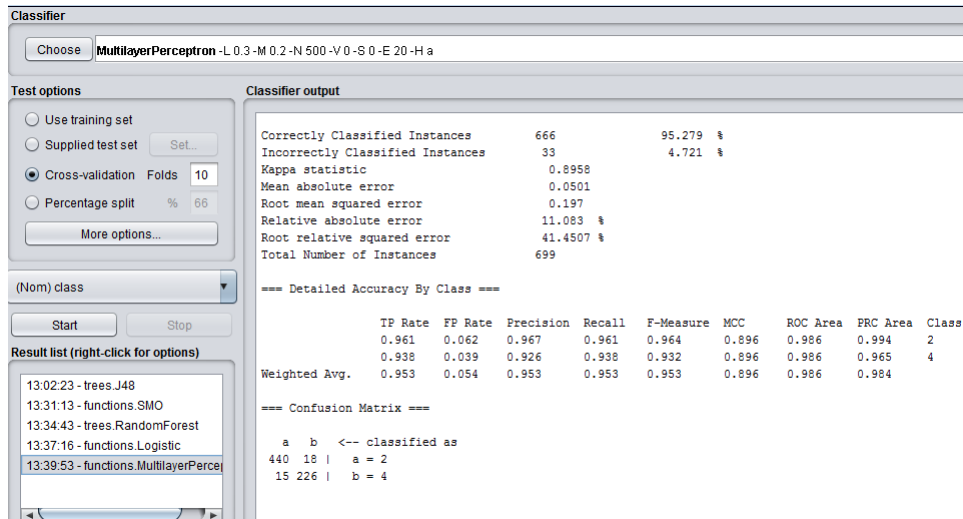 Classifier
Choose MultilayerPerceptron -L 0.3 -M 0.2 -N 500 -V 0 -S 0 -E 20 -H a
Test options
Use training set
Supplied test set Set...
Cross-validation Folds 10
Percentage split % 66
More options...
(Nom) class
Start Stop
Result list (right-click for options)
13:02:23 - trees.J48
13:31:13 - functions.SMO
13:34:43 - trees.RandomForest
13:37:16 - functions.Logistic
13:39:53 - functions.MultilayerPercep
Classifier output
Correctly Classified Instances 666 95.279 %
Incorrectly Classified Instances 33 4.721 %
Kappa statistic 0.8958
Mean absolute error 0.0501
Root mean squared error 0.197
Relative absolute error 11.083 %
Root relative squared error 41.4507 %
Total Number of Instances 699
=== Detailed Accuracy By Class ===
TP Rate FP Rate Precision Recall F-Measure MCC ROC Area PRC Area Class
0.961 0.062 0.967 0.961 0.964 0.896 0.986 0.994 2
0.938 0.039 0.926 0.938 0.932 0.896 0.986 0.965 4
Weighted Avg. 0.953 0.054 0.953 0.953 0.953 0.896 0.986 0.984
=== Confusion Matrix ===
a b <-- classified as
440 18 | a = 2
15 226 | b = 4